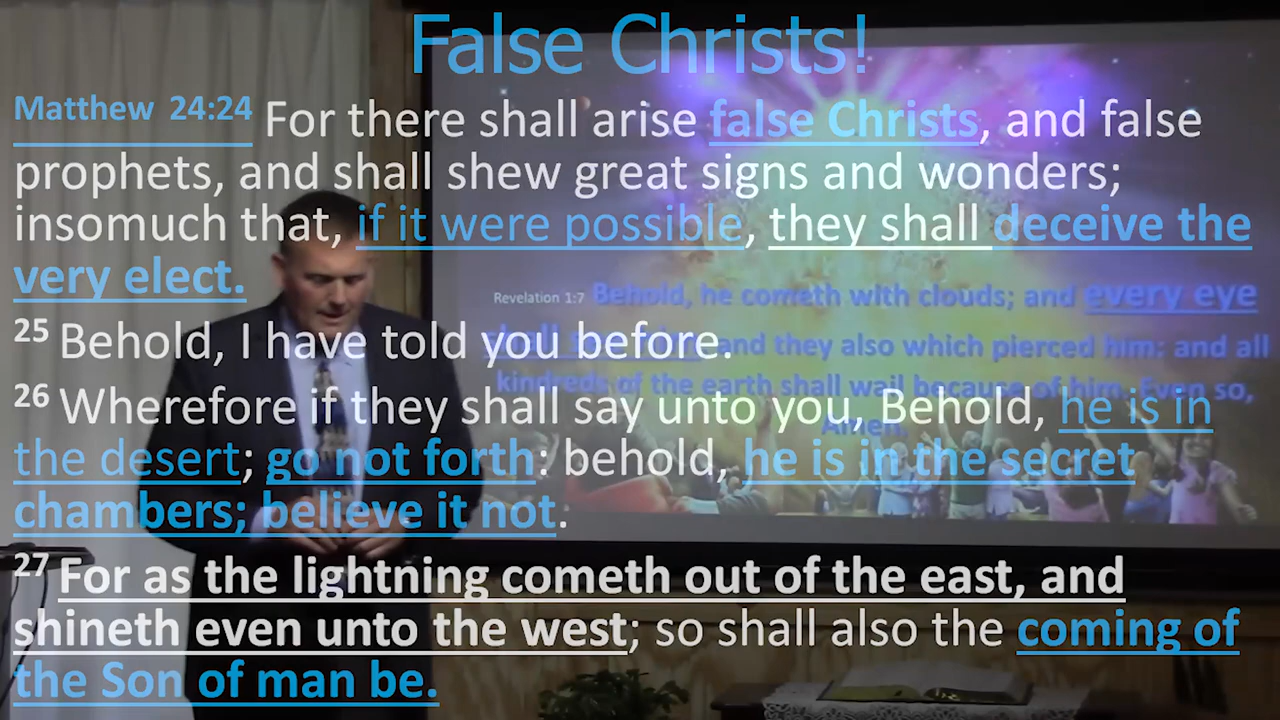 False Christs!
Matthew 24:24 For there shall arise false Christs, and false
prophets, and shall shew great signs and wonders;
insomuch that, if it were possible, they shall deceive the
very elect.
25 Behold, I have told you before.
26 Wherefore if they shall say unto you, Behold, he is in
the desert; go not forth: behold, he is in the secret
chambers; believe it not.
27 For as the lightning cometh out of the east, and
shineth even unto the west; so shall also the coming of
the Son of man be.
Revelation 1:7 Behold, he cometh with clouds; and every eye
shall see him, and they also which pierced him: and all
kindreds of the earth shall wail because of him. Even so,
Amen.